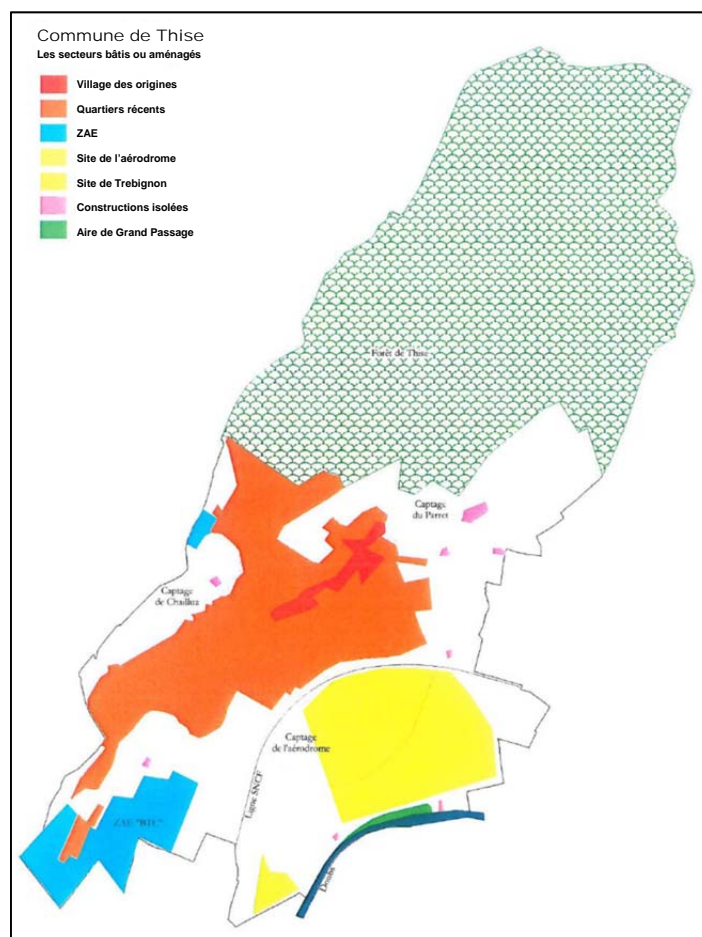 Commune de Thise
Les secteurs bâtis ou aménagés
Village des origines
Quartiers récents
ZAE
Site de l'aérodrome
Site de Trebignon
Constructions isolées
Aire de Grand Passage
Forêt de Thise
Captage
du Perret
Captage
de Chailluz
Captage
de l'aérodrome
Ligne SNCF
ZAE
Doubs